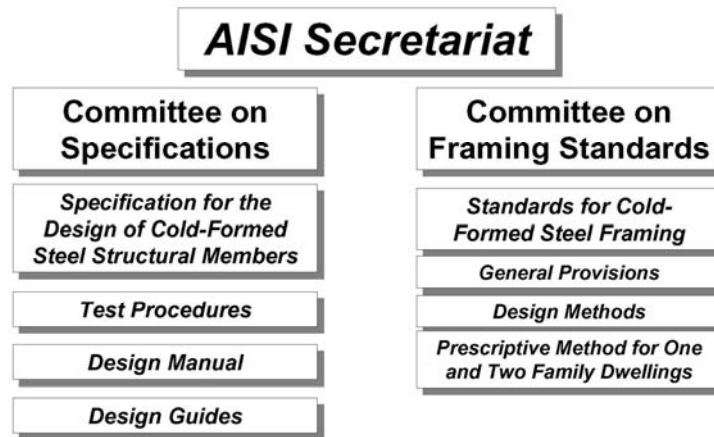 AISI Secretariat
Committee on
Specifications
Specification for the
Design of Cold-Formed
Steel Structural Members
Test Procedures
Design Manual
Design Guides
Committee on
Framing Standards
Standards for Cold-
Formed Steel Framing
General Provisions
Design Methods
Prescriptive Method for One
and Two Family Dwellings